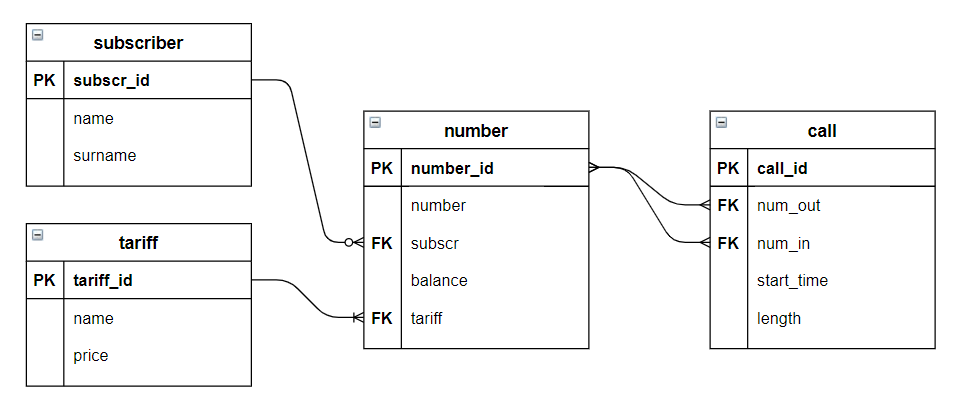 subscriber
PK subscr_id
name
surname
tariff
PK tariff_id
name
price
number
PK number_id
number
FK subscr
balance
FK tariff
call
PK call_id
FK num_out
FK num_in
start_time
length